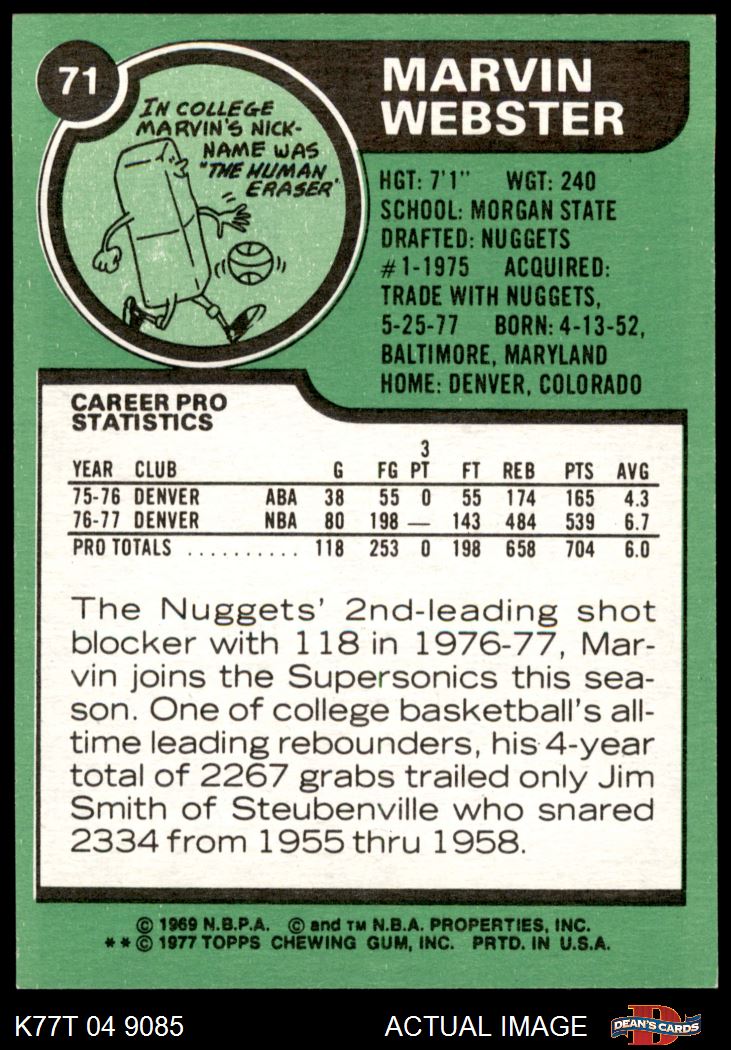 71
IN COLLEGE
MARVIN'S NICK-
NAME WAS
"THE HUMAN
ERASER"
MARVIN
WEBSTER
HGT: 7'1" WGT: 240
SCHOOL: MORGAN STATE
DRAFTED: NUGGETS
#1-1975 ACQUIRED:
TRADE WITH NUGGETS,
5-25-77 BORN: 4-13-52,
BALTIMORE, MARYLAND
HOME: DENVER, COLORADO
CAREER PRO
STATISTICS
YEAR CLUB G FG 3 PT FT REB PTS AVG
75-76 DENVER ABA 38 55 0 55 174 165 4.3
76-77 DENVER NBA 80 198 — 143 484 539 6.7
PRO TOTALS .......... 118 253 0 198 658 704 6.0
The Nuggets' 2nd-leading shot
blocker with 118 in 1976-77, Mar-
vin joins the Supersonics this sea-
son. One of college basketball's all-
time leading rebounders, his 4-year
total of 2267 grabs trailed only Jim
Smith of Steubenville who snared
2334 from 1955 thru 1958.
© 1969 N.B.P.A. © and TM N.B.A. PROPERTIES, INC.
**© 1977 TOPPS CHEWING GUM, INC. PRTD. IN U.S.A.
K77T 04 9085 ACTUAL IMAGE D DEAN'S CARDS